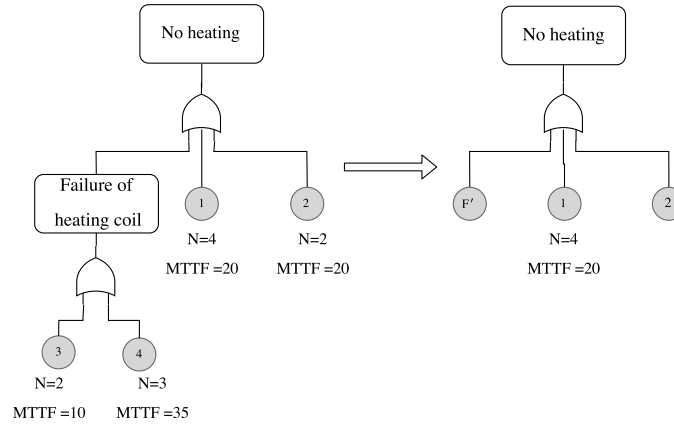 No heating
Failure of
heating coil
1
2
N=4
N=2
MTTF =20
MTTF =20
3
4
N=2
N=3
MTTF =10
MTTF =35
No heating
F′
1
2
N=4
MTTF =20